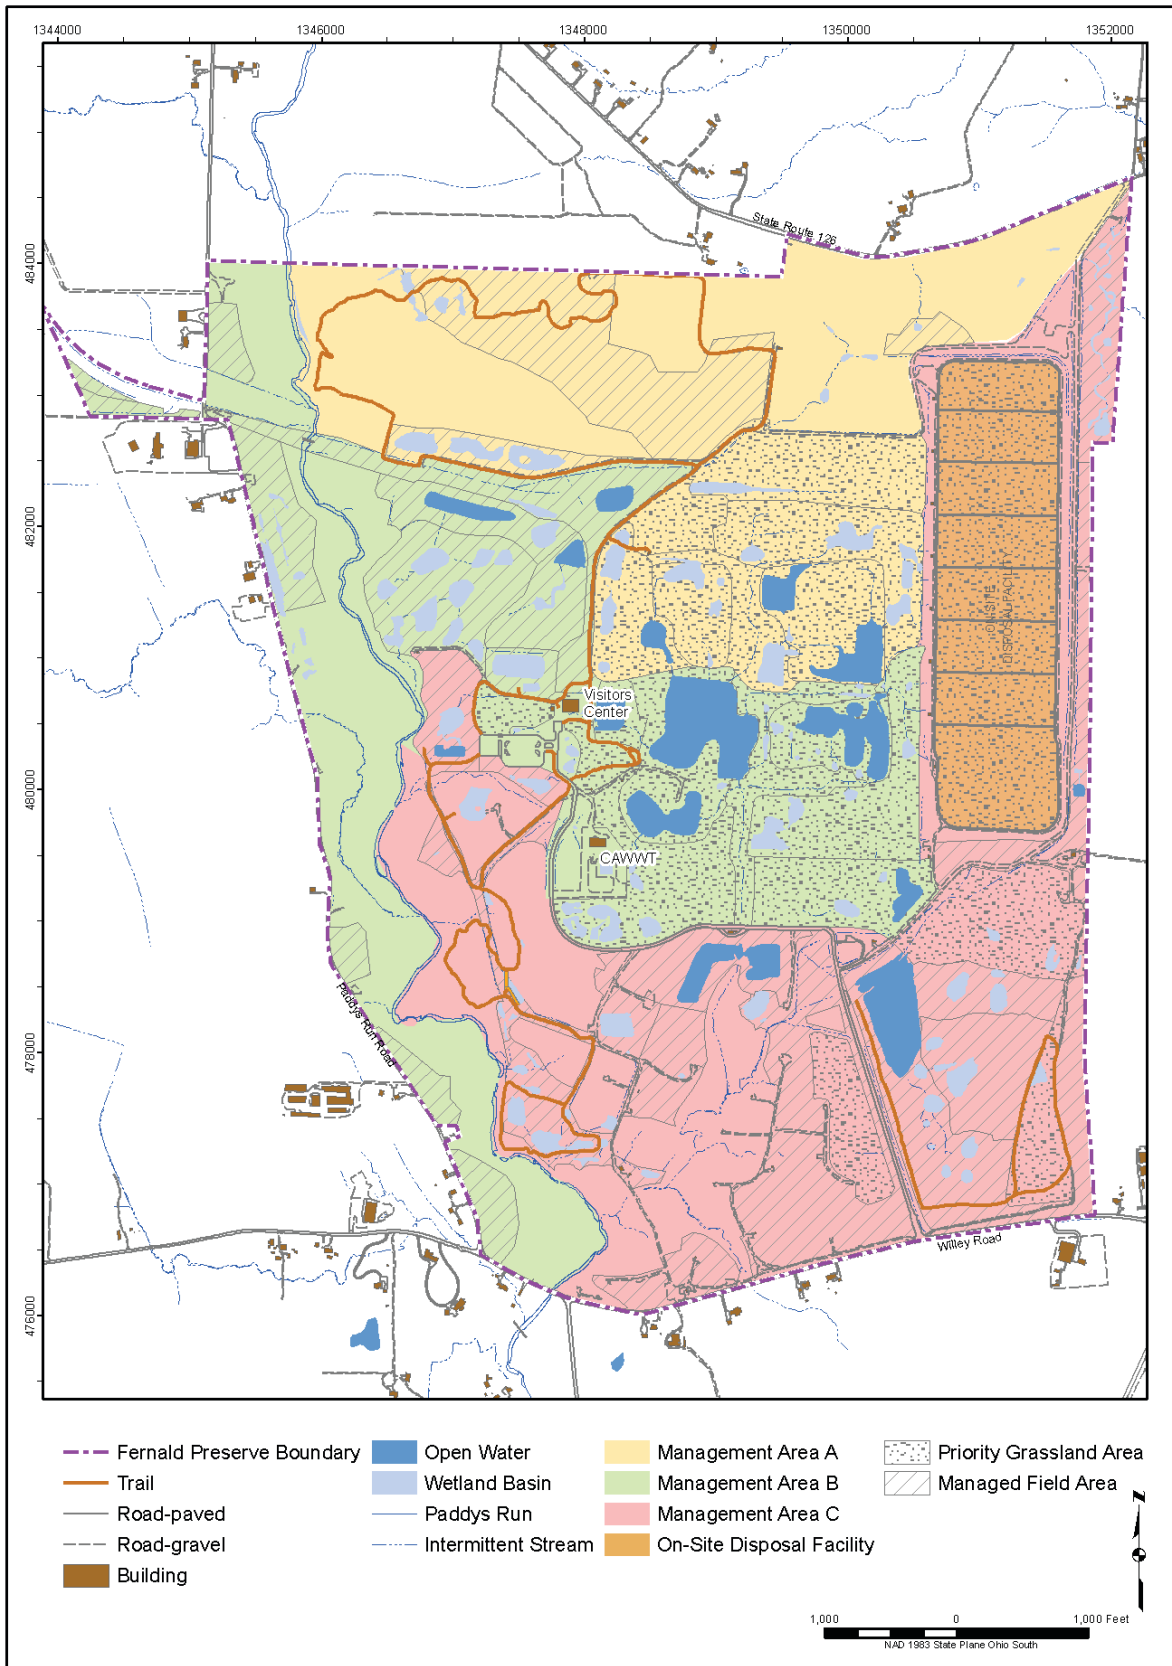 1344000 1346000 1348000 1350000 1352000
484000
482000
480000
478000
476000
State Route 126
ON-SITE
DISPOSAL FACILITY
Visitors
Center
CAWWT
Paddys Run Road
Willey Road
Fernald Preserve Boundary
Trail
Road-paved
Road-gravel
Building
Open Water
Wetland Basin
Paddys Run
Intermittent Stream
Management Area A
Management Area B
Management Area C
On-Site Disposal Facility
Priority Grassland Area
Managed Field Area
N
1,000 0 1,000 Feet
NAD 1983 State Plane Ohio South